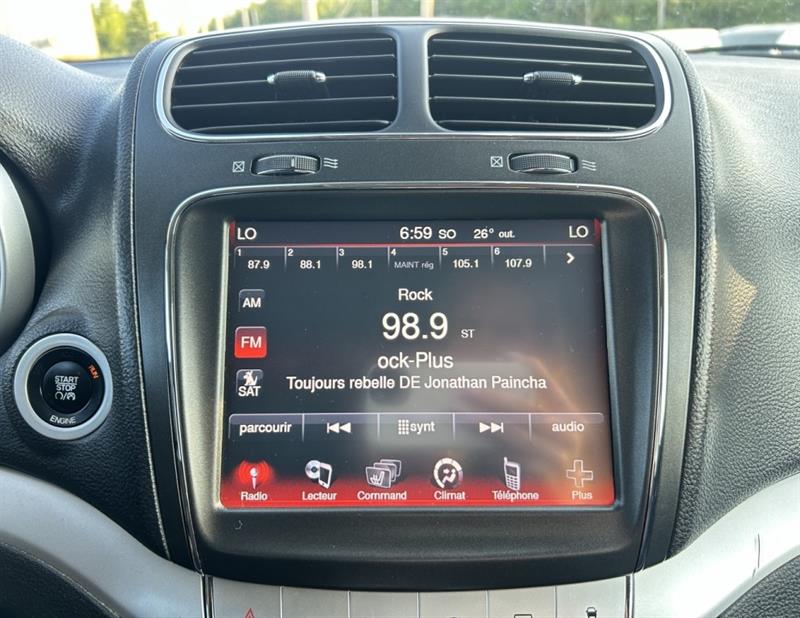 LO 6:59 SO 26° out. LO
1 2 3 4 5 6
87.9 88.1 98.1 MAINT rég 105.1 107.9
AM
FM
SAT
Rock
98.9 ST
ock-Plus
Toujours rebelle DE Jonathan Paincha
parcourir synt audio
Radio Lecteur Command Climat Téléphone Plus
START
STOP
ENGINE
RUN